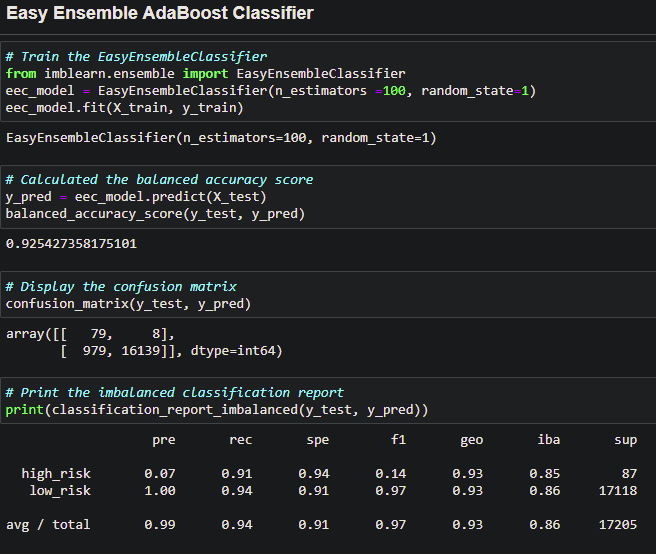 Easy Ensemble AdaBoost Classifier
# Train the EasyEnsembleClassifier
from imblearn.ensemble import EasyEnsembleClassifier
eec_model = EasyEnsembleClassifier(n_estimators =100, random_state=1)
eec_model.fit(X_train, y_train)
EasyEnsembleClassifier(n_estimators=100, random_state=1)
# Calculated the balanced accuracy score
y_pred = eec_model.predict(X_test)
balanced_accuracy_score(y_test, y_pred)
0.925427358175101
# Display the confusion matrix
confusion_matrix(y_test, y_pred)
array([[   79,     8],
       [  979, 16139]], dtype=int64)
# Print the imbalanced classification report
print(classification_report_imbalanced(y_test, y_pred))
pre rec spe f1 geo iba sup
high_risk 0.07 0.91 0.94 0.14 0.93 0.85 87
low_risk 1.00 0.94 0.91 0.97 0.93 0.86 17118
avg / total 0.99 0.94 0.91 0.97 0.93 0.86 17205